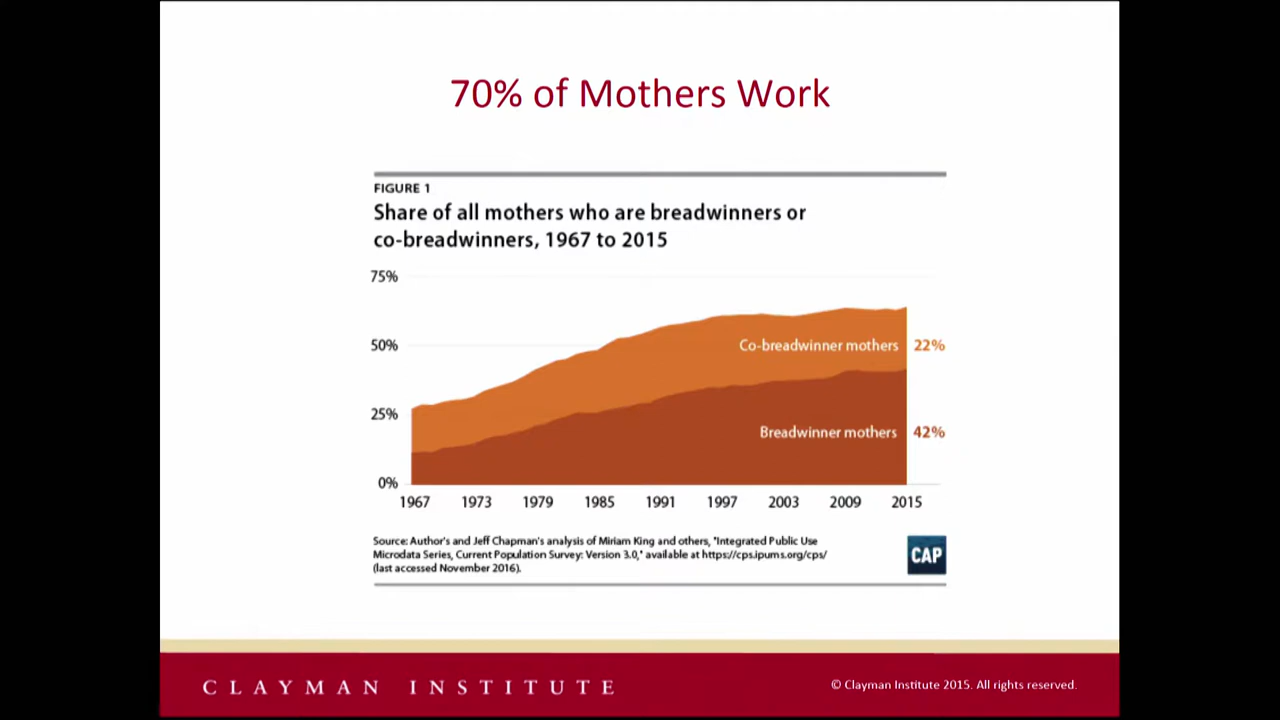 70% of Mothers Work
FIGURE 1
Share of all mothers who are breadwinners or
co-breadwinners, 1967 to 2015
75%
50%
25%
0%
Co-breadwinner mothers 22%
Breadwinner mothers 42%
1967 1973 1979 1985 1991 1997 2003 2009 2015
Source: Author's and Jeff Chapman's analysis of Miriam King and others, "Integrated Public Use
Microdata Series, Current Population Survey: Version 3.0," available at https://cps.ipums.org/cps/
(last accessed November 2016).
CAP
CLAYMAN INSTITUTE
© Clayman Institute 2015. All rights reserved.